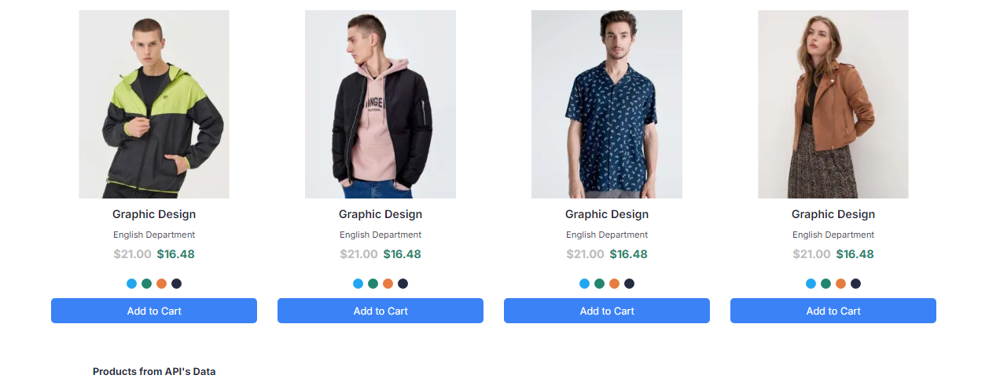 ANGE
Graphic Design
English Department
$21.00 $16.48
Add to Cart
Graphic Design
English Department
$21.00 $16.48
Add to Cart
Graphic Design
English Department
$21.00 $16.48
Add to Cart
Graphic Design
English Department
$21.00 $16.48
Add to Cart
Products from API's Data